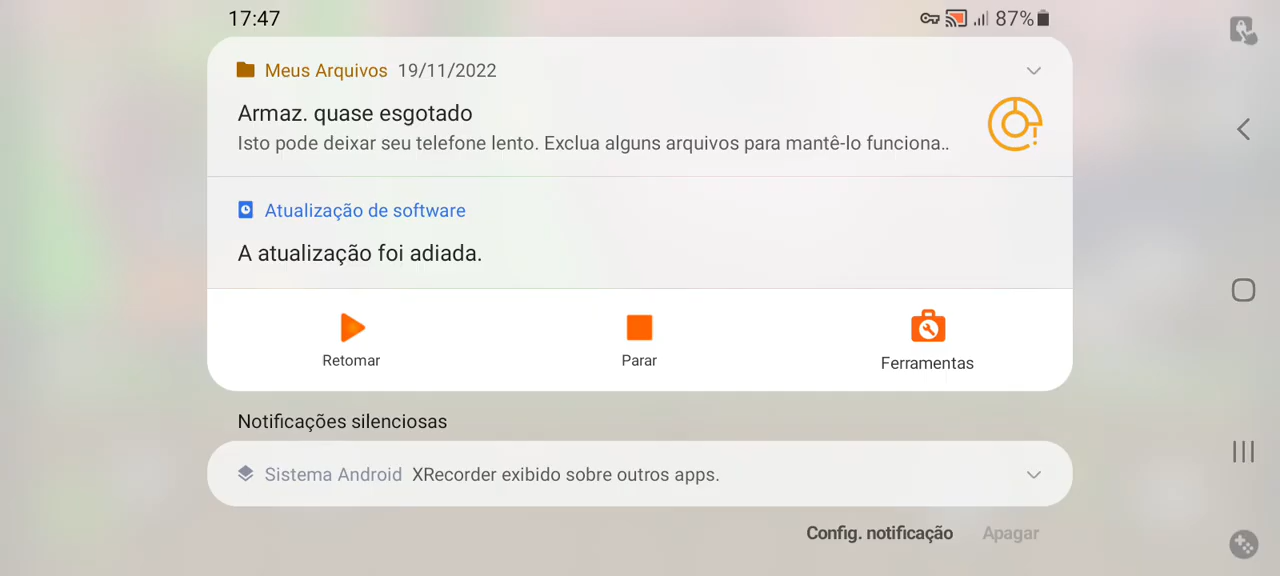 17:47
87%
Meus Arquivos 19/11/2022
Armaz. quase esgotado
Isto pode deixar seu telefone lento. Exclua alguns arquivos para mantê-lo funciona..
Atualização de software
A atualização foi adiada.
Retomar
Parar
Ferramentas
Notificações silenciosas
Sistema Android XRecorder exibido sobre outros apps.
Config. notificação
Apagar